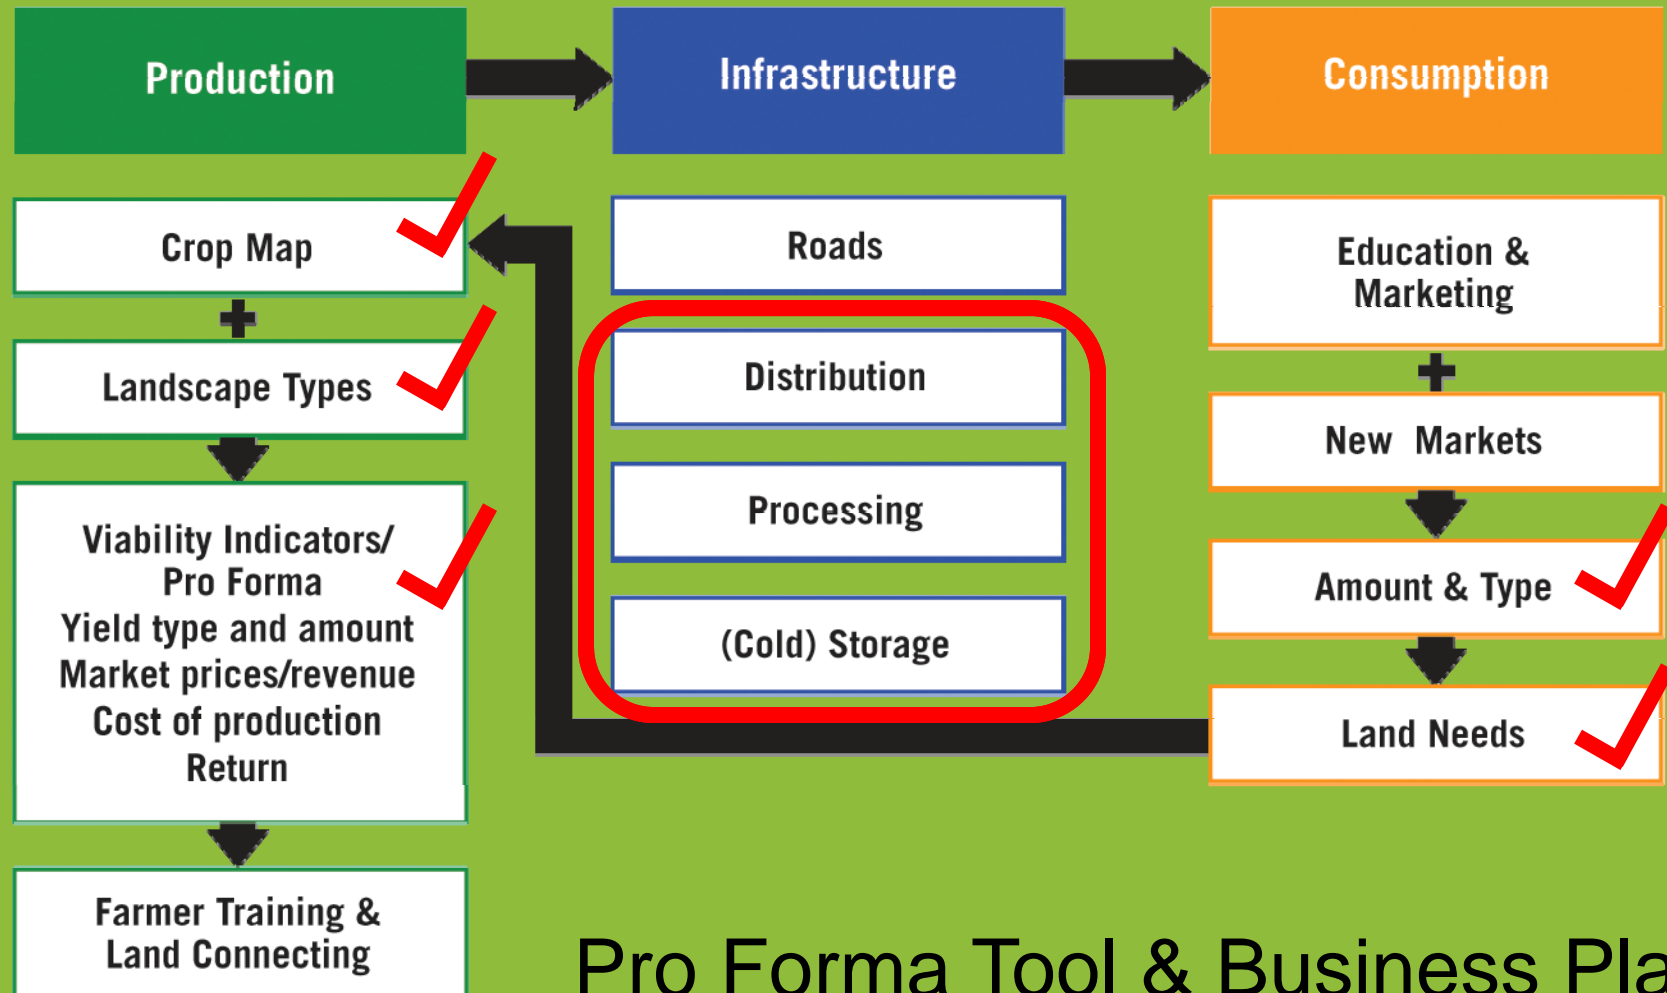 Production
Infrastructure
Consumption
Crop Map
Landscape Types
Viability Indicators/
Pro Forma
Yield type and amount
Market prices/revenue
Cost of production
Return
Farmer Training &
Land Connecting
Roads
Distribution
Processing
(Cold) Storage
Education &
Marketing
New Markets
Amount & Type
Land Needs
Pro Forma Tool & Business